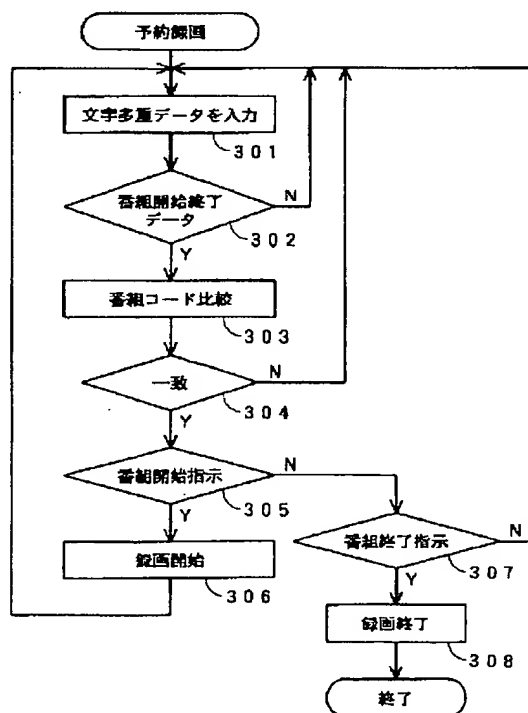 予約録画
文字多重データを入力
301
番組開始終了
データ
302
N
Y
番組コード比較
303
一致
304
N
Y
番組開始指示
305
N
Y
録画開始
306
番組終了指示
307
N
Y
録画終了
308
終了